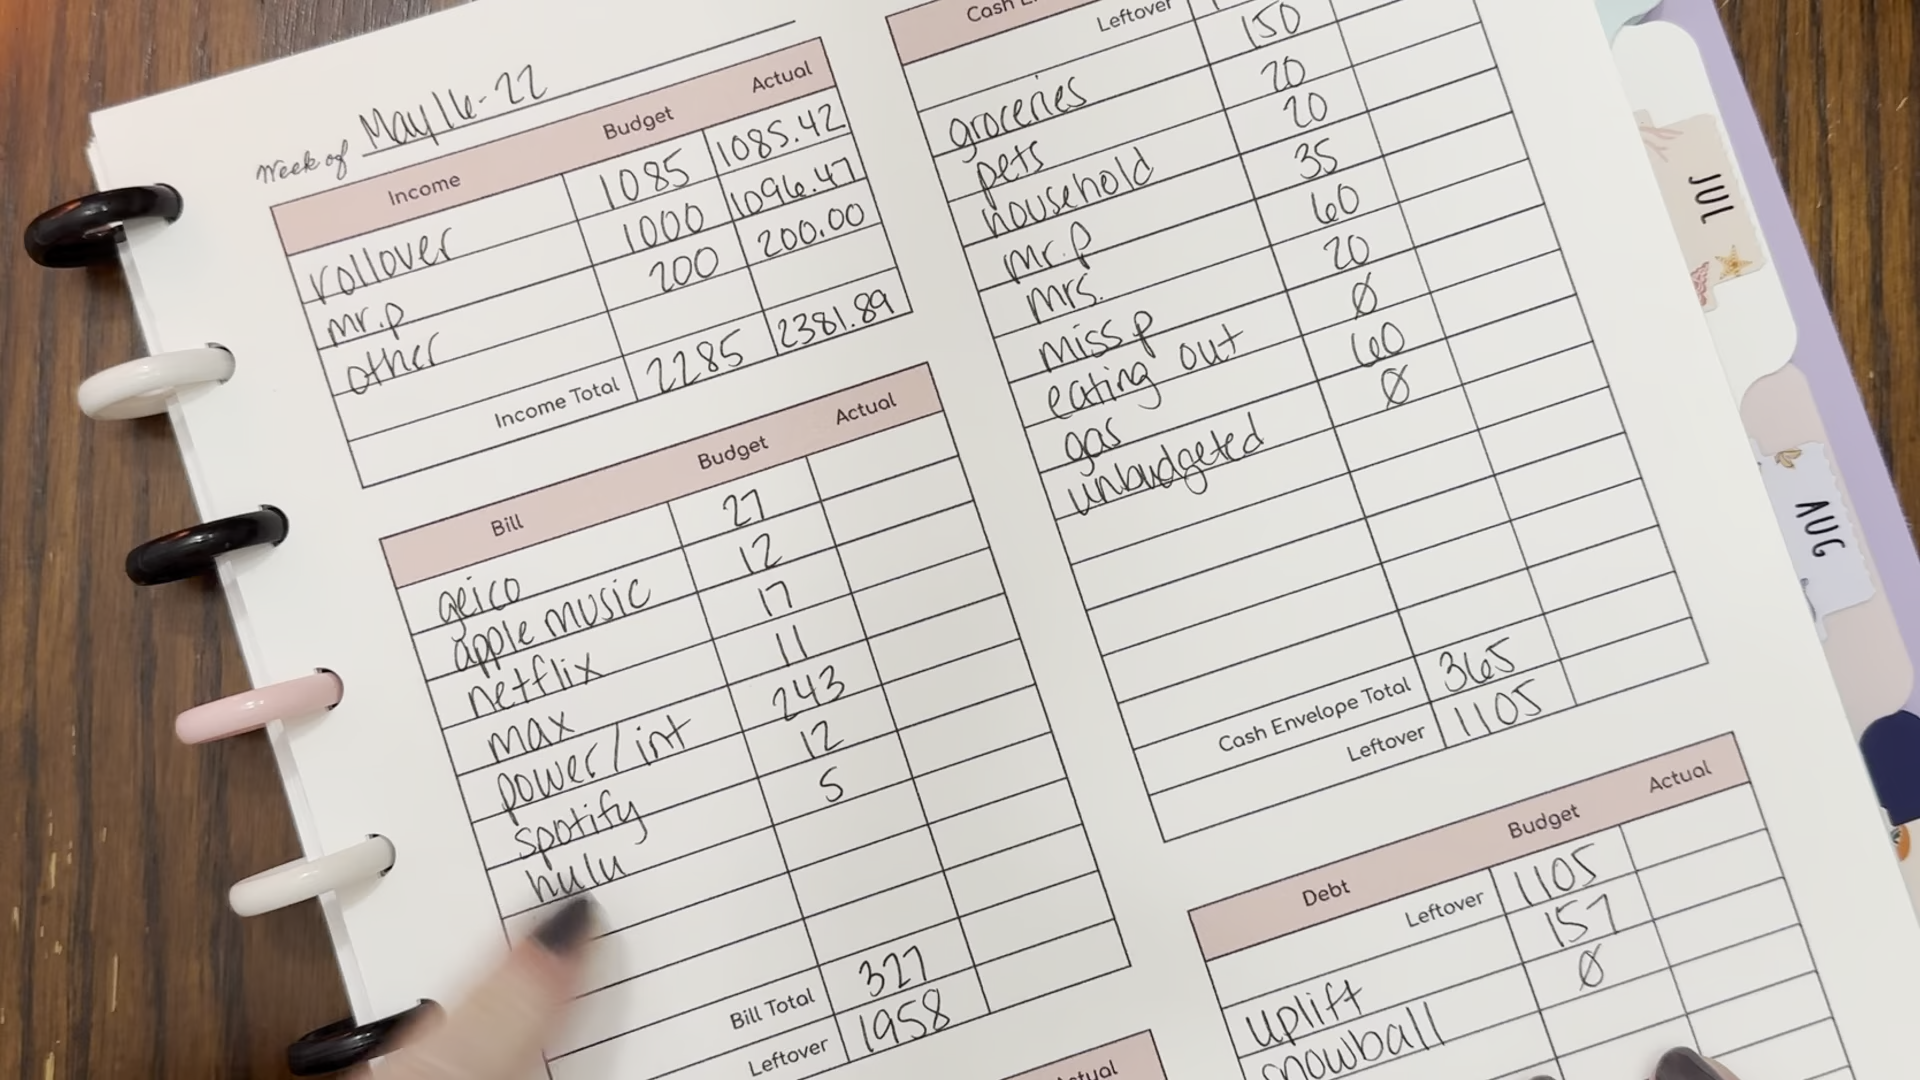 Week of May 16-22
Income Budget Actual
rollover 1085 1085.42
mr.p 1000 1096.47
other 200 200.00
Income Total 2285 2381.89
Bill Budget Actual
geico 27
apple music 12
netflix 17
max 11
power/int 243
spotify 12
hulu 5
Bill Total 327
Leftover 1958
Cash
Leftover
groceries 150
pets 20
household 20
mr.p 35
mrs. 60
miss p 20
eating out Ø
gas 60
unbudgeted Ø
Cash Envelope Total 365
Leftover 1105
Debt Budget Actual
Leftover 1105
uplift 157
snowball Ø
JUL
AUG